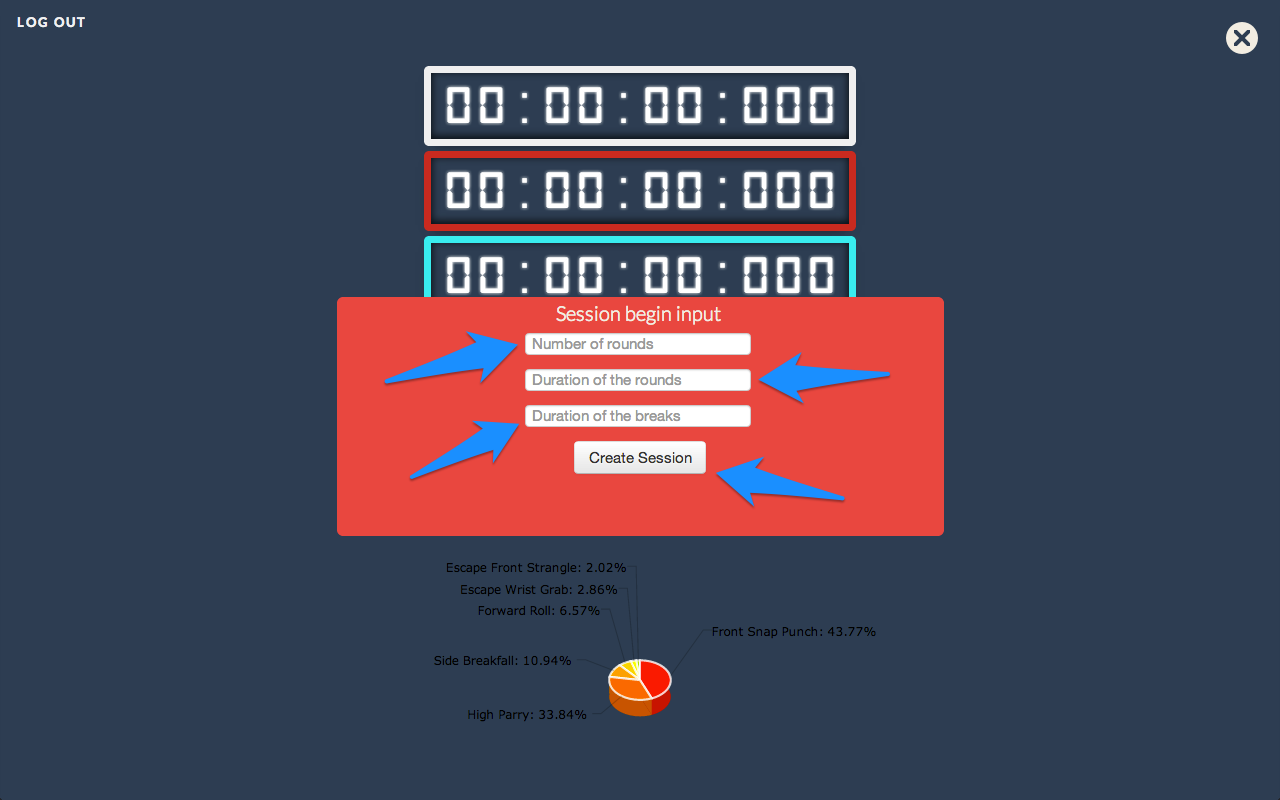 LOG OUT
00:00:00:000
00:00:00:000
00:00:00:000
Session begin input
Number of rounds
Duration of the rounds
Duration of the breaks
Create Session
Escape Front Strangle: 2.02%
Escape Wrist Grab: 2.86%
Forward Roll: 6.57%
Front Snap Punch: 43.77%
Side Breakfall: 10.94%
High Parry: 33.84%